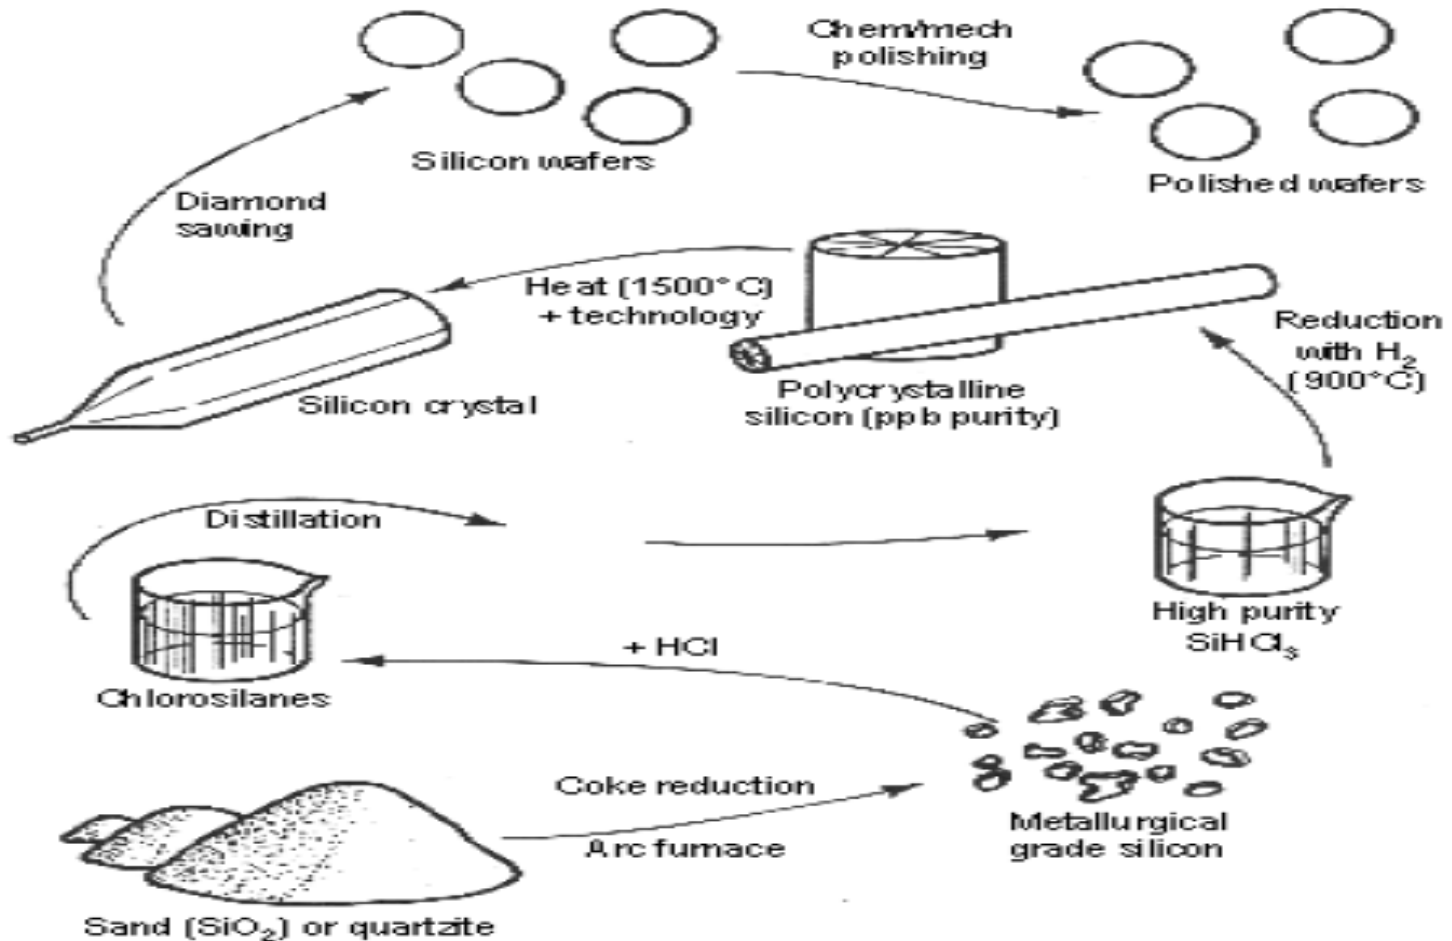 Chem/mech
polishing
Silicon wafers
Polished wafers
Diamond
sawing
Heat (1500°C)
+ technology
Reduction
with H₂
(900°C)
Polycrystalline
silicon (ppb purity)
Silicon crystal
Distillation
High purity
SiHCl₃
+ HCl
Chlorosilanes
Coke reduction
Arc furnace
Metallurgical
grade silicon
Sand (SiO₂) or quartzite